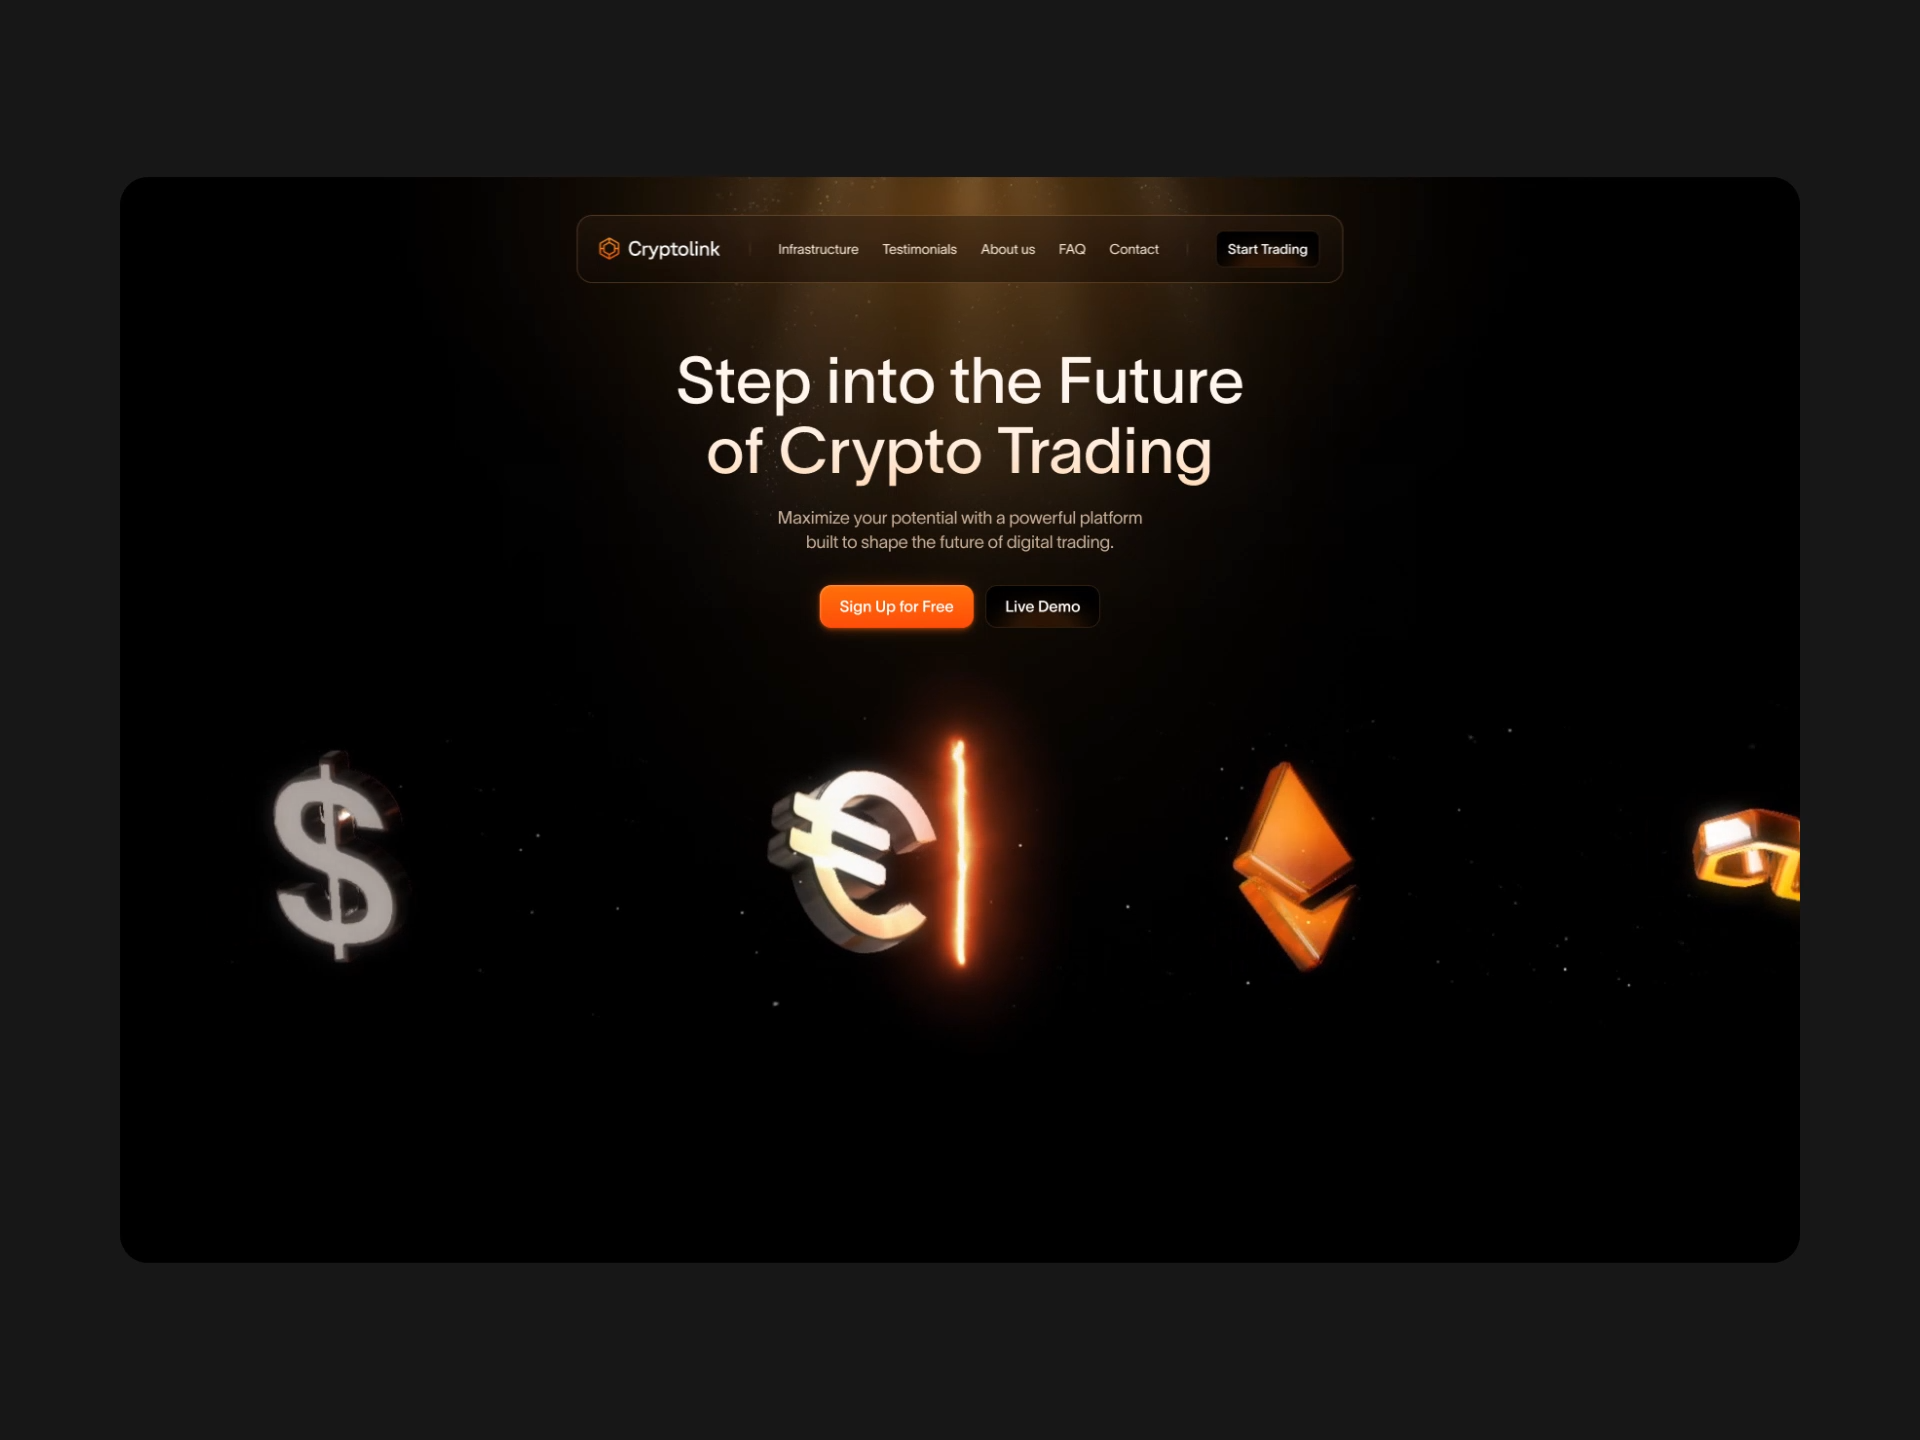 Cryptolink
Infrastructure
Testimonials
About us
FAQ
Contact
Start Trading
Step into the Future
of Crypto Trading
Maximize your potential with a powerful platform
built to shape the future of digital trading.
Sign Up for Free
Live Demo
$
€